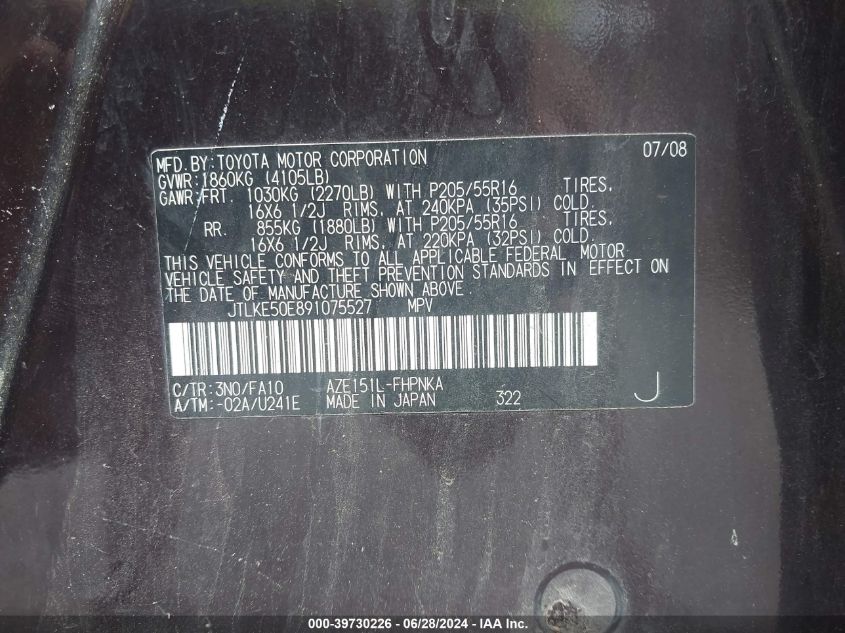 MFD.BY:TOYOTA MOTOR CORPORATION 07/08
GVWR:1860KG (4105LB)
GAWR:FRT. 1030KG (2270LB) WITH P205/55R16 TIRES,
16X6 1/2J RIMS, AT 240KPA (35PSI) COLD.
RR. 855KG (1880LB) WITH P205/55R16 TIRES,
16X6 1/2J RIMS, AT 220KPA (32PSI) COLD.
THIS VEHICLE CONFORMS TO ALL APPLICABLE FEDERAL MOTOR
VEHICLE SAFETY AND THEFT PREVENTION STANDARDS IN EFFECT ON
THE DATE OF MANUFACTURE SHOWN ABOVE.
JTLKE50E891075527 MPV
C/TR:3N0/FA10 AZE151L-FHPNKA
A/TM:-02A/U241E MADE IN JAPAN 322 J
000-39730226 - 06/28/2024 - IAA Inc.